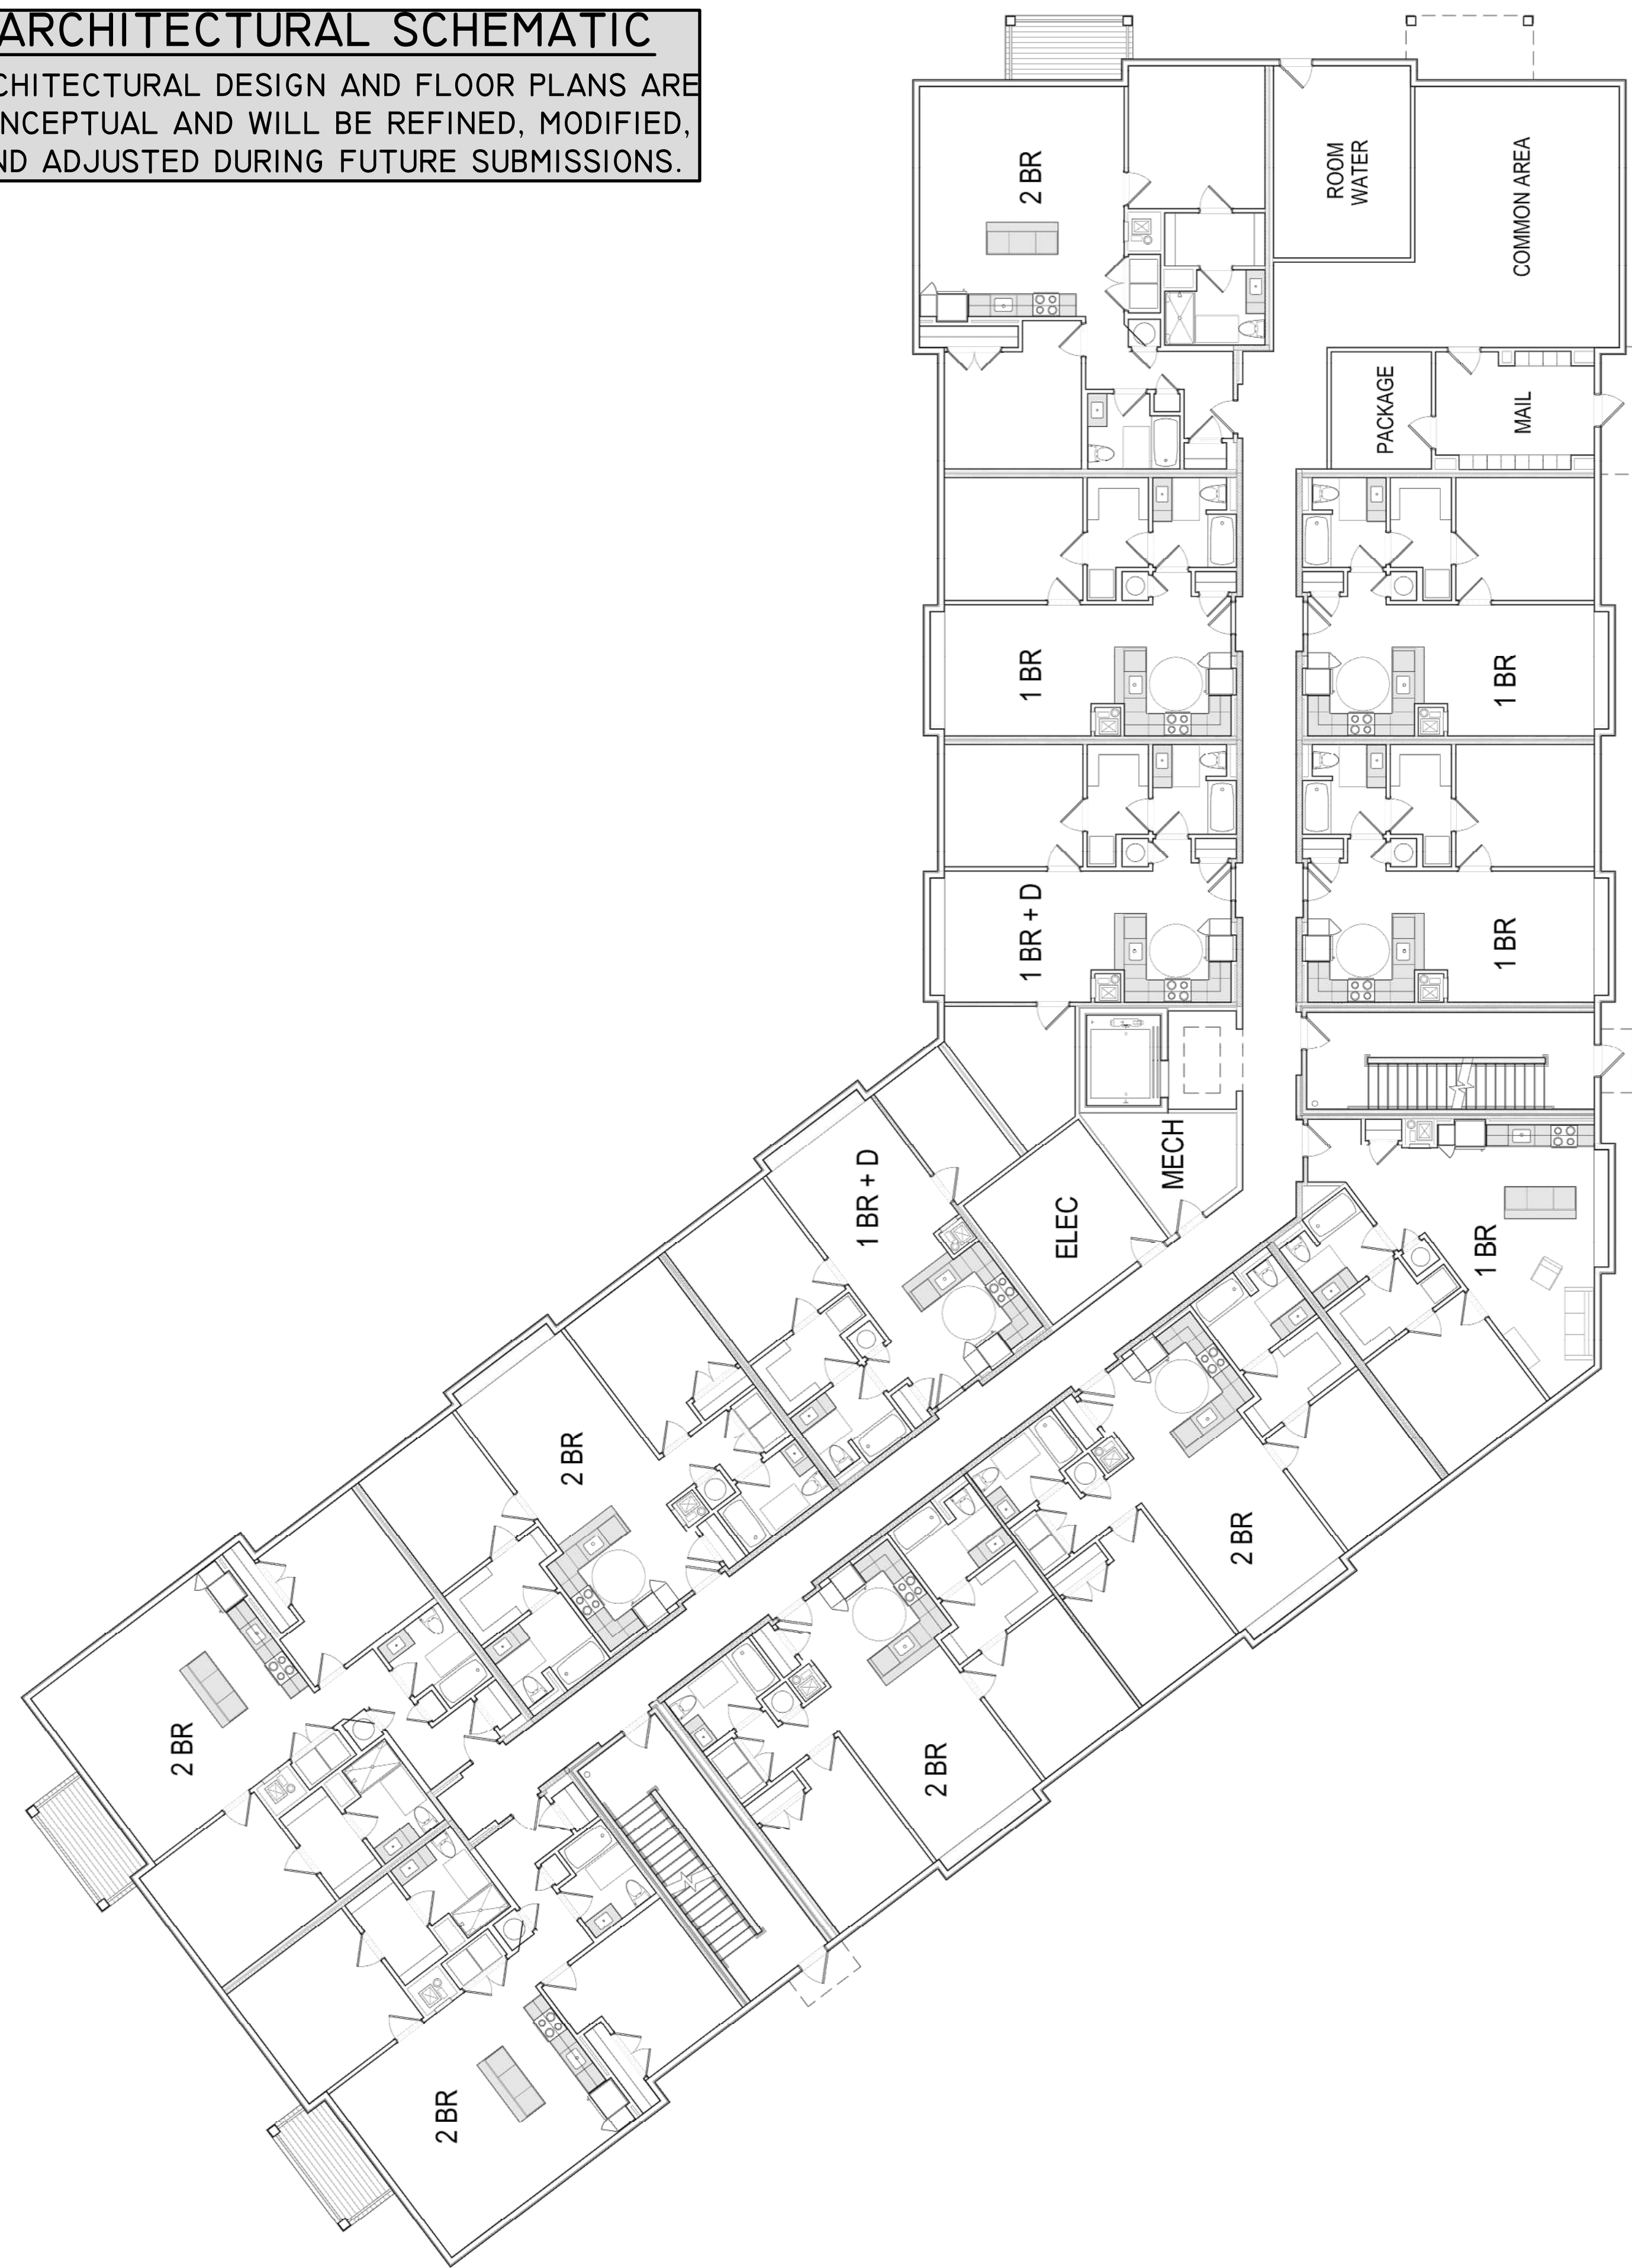 ARCHITECTURAL SCHEMATIC
CHITECTURAL DESIGN AND FLOOR PLANS ARE
NCEPTUAL AND WILL BE REFINED, MODIFIED,
ND ADJUSTED DURING FUTURE SUBMISSIONS.
2 BR
ROOM
WATER
COMMON AREA
PACKAGE
MAIL
1 BR
1 BR
1 BR + D
1 BR
MECH
1 BR + D
ELEC
1 BR
2 BR
2 BR
2 BR
2 BR
2 BR